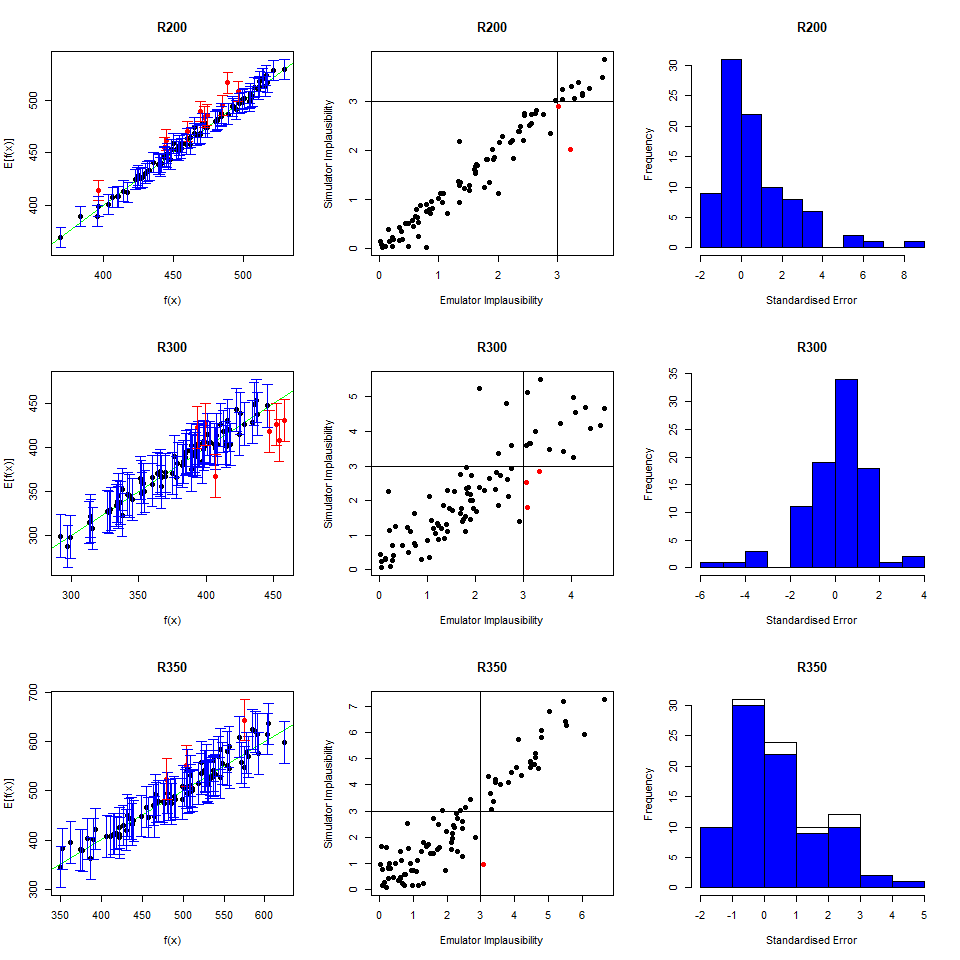 R200 R200 R200
E[f(x)]
500
450
400
400 450 500
f(x)
Simulator Implausibility
3
2
1
0
0 1 2 3
Emulator Implausibility
Frequency
30
25
20
15
10
5
0
-2 0 2 4 6 8
Standardised Error
R300 R300 R300
E[f(x)]
450
400
350
300
300 350 400 450
f(x)
Simulator Implausibility
5
4
3
2
1
0
0 1 2 3 4
Emulator Implausibility
Frequency
35
30
25
20
15
10
5
0
-6 -4 -2 0 2 4
Standardised Error
R350 R350 R350
E[f(x)]
700
600
500
400
300
350 400 450 500 550 600
f(x)
Simulator Implausibility
7
6
5
4
3
2
1
0
0 1 2 3 4 5 6
Emulator Implausibility
Frequency
30
25
20
15
10
5
0
-2 -1 0 1 2 3 4 5
Standardised Error